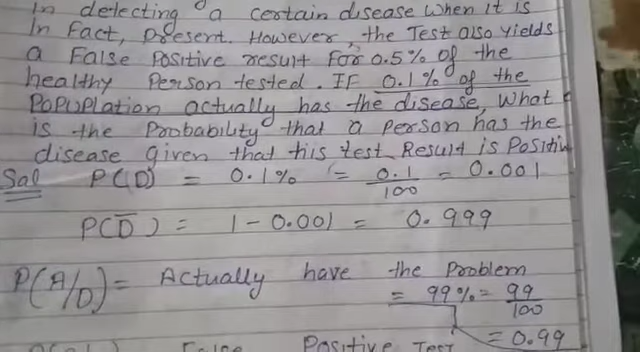 In detecting a certain disease when it is
In fact, present. However, the Test also yields
a False Positive result for 0.5% of the
healthy Person tested. IF 0.1% of the
Population actually has the disease, What
is the Probability that a person has the
disease given that his test Result is Positiv
Sol P(D) = 0.1% = 0.1/100 = 0.001
P(D̅) = 1 - 0.001 = 0.999
P(A/D) = Actually have the Problem
= 99% = 99/100
= 0.99
False Positive Test